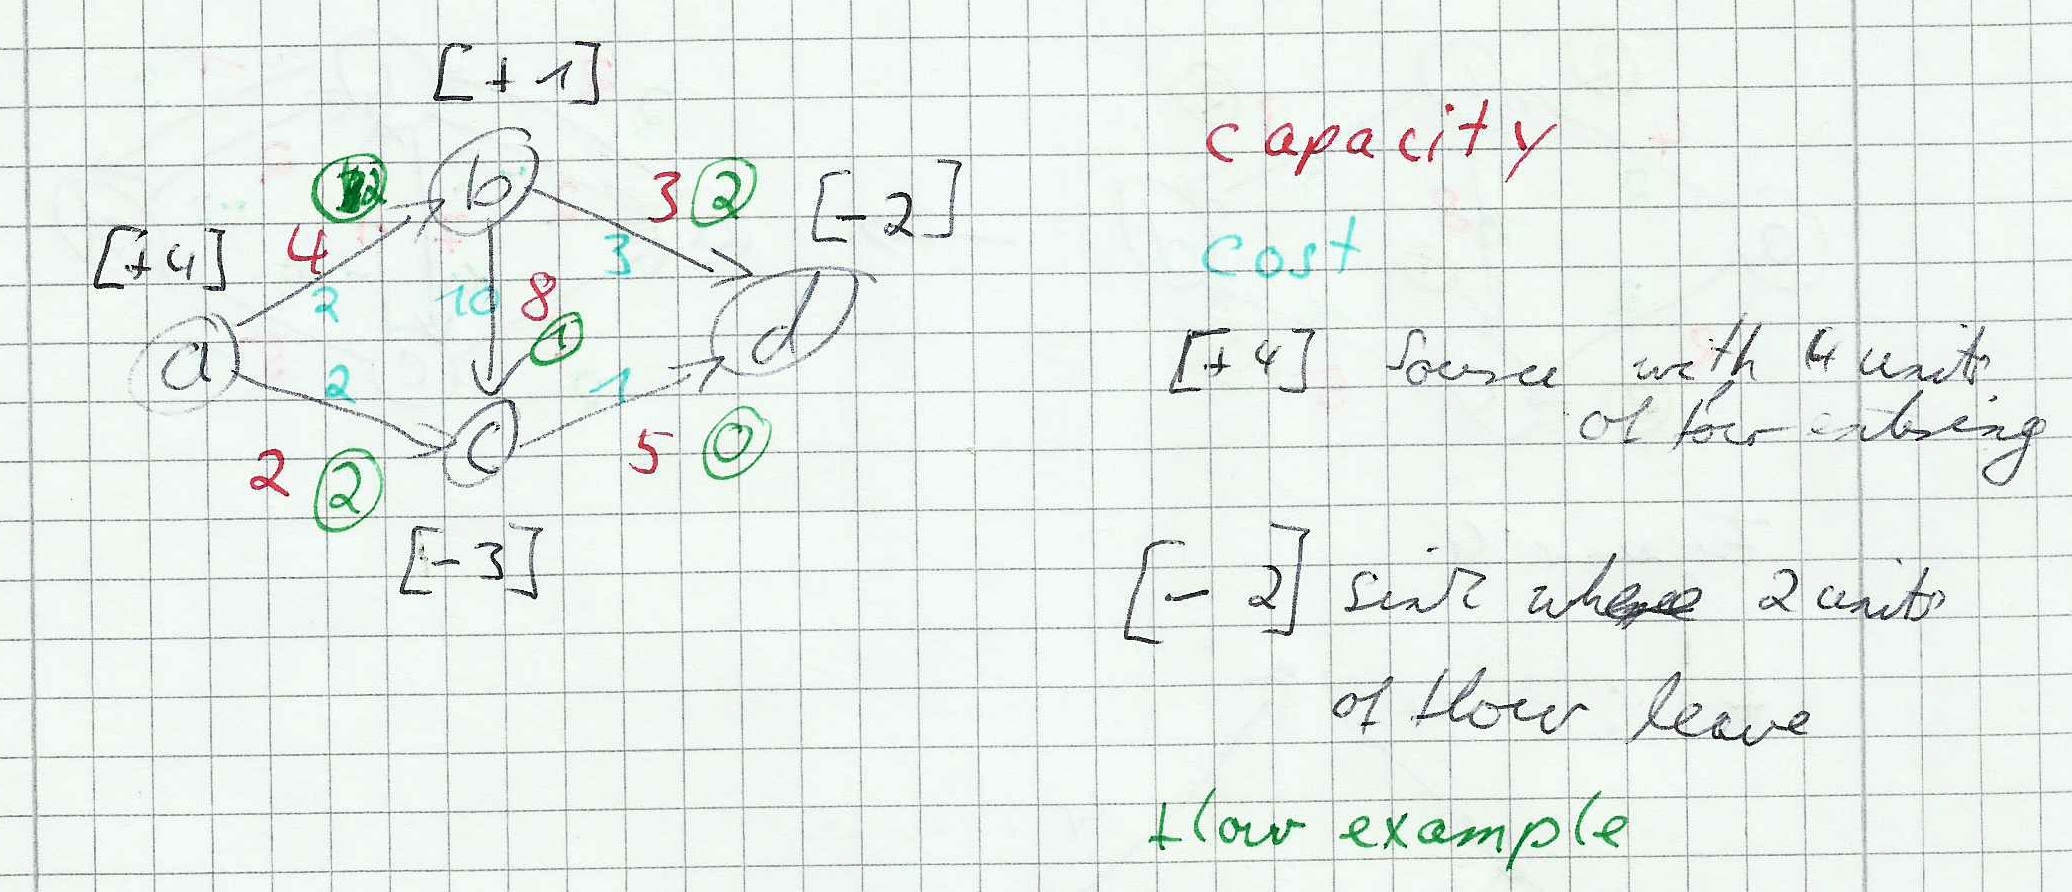 [+1]
b
3 2
[-2]
[+4]
4
2
10
8
3
1
a
d
2
1
c
2 2
5 0
[-3]
capacity
cost
[+4] Source with 4 units
of flow entering
[-2] sink where 2 units
of flow leave
flow example